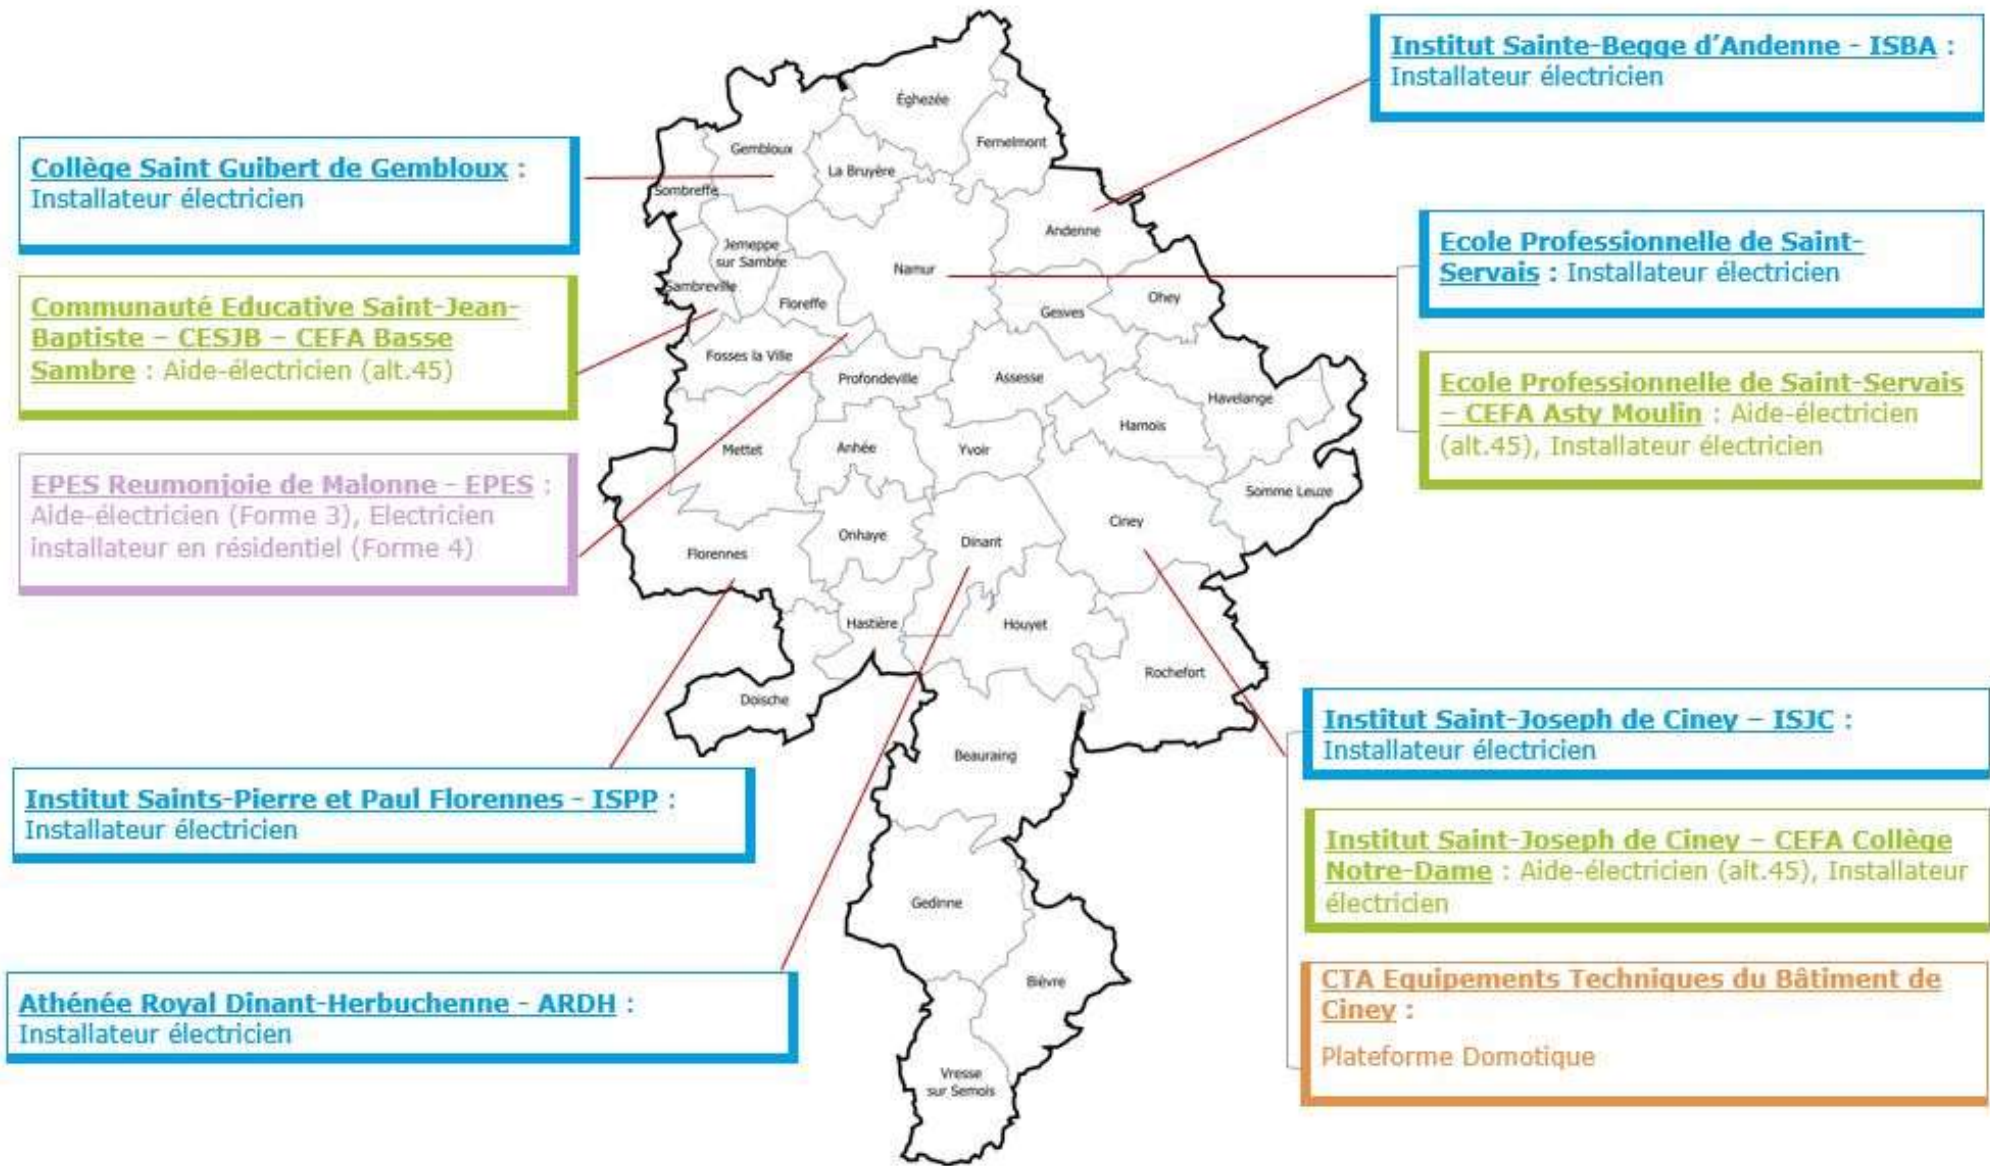 Institut Sainte-Begge d'Andenne - ISBA :
Installateur électricien
Collège Saint Guibert de Gembloux :
Installateur électricien
Communauté Educative Saint-Jean-
Baptiste – CESJB – CEFA Basse
Sambre : Aide-électricien (alt.45)
EPES Reumonjoie de Malonne - EPES :
Aide-électricien (Forme 3), Electricien
installateur en résidentiel (Forme 4)
Institut Saints-Pierre et Paul Florennes - ISPP :
Installateur électricien
Athénée Royal Dinant-Herbuchenne - ARDH :
Installateur électricien
Éghezée
Gembloux
Fernelmont
La Bruyère
Sombreffe
Andenne
Jemeppe
sur Sambre
Namur
Sambreville
Floreffe
Ohey
Gesves
Fosses la Ville
Profondeville
Assesse
Havelange
Hamois
Mettet
Anhée
Yvoir
Somme Leuze
Ciney
Onhaye
Dinant
Florennes
Hastière
Houyet
Rochefort
Doische
Beauraing
Gedinne
Bièvre
Vresse
sur Semois
Ecole Professionnelle de Saint-
Servais : Installateur électricien
Ecole Professionnelle de Saint-Servais
– CEFA Asty Moulin : Aide-électricien
(alt.45), Installateur électricien
Institut Saint-Joseph de Ciney – ISJC :
Installateur électricien
Institut Saint-Joseph de Ciney – CEFA Collège
Notre-Dame : Aide-électricien (alt.45), Installateur
électricien
CTA Equipements Techniques du Bâtiment de
Ciney :
Plateforme Domotique